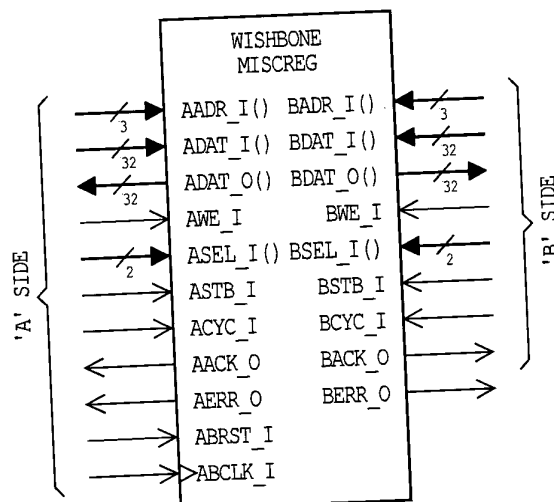 WISHBONE
MISCREG
AADR_I() BADR_I()
3 3
ADAT_I() BDAT_I()
32 32
ADAT_O() BDAT_O()
32 32
AWE_I BWE_I
ASEL_I() BSEL_I()
2 2
ASTB_I BSTB_I
ACYC_I BCYC_I
AACK_O BACK_O
AERR_O BERR_O
ABRST_I
ABCLK_I
'A' SIDE
'B' SIDE